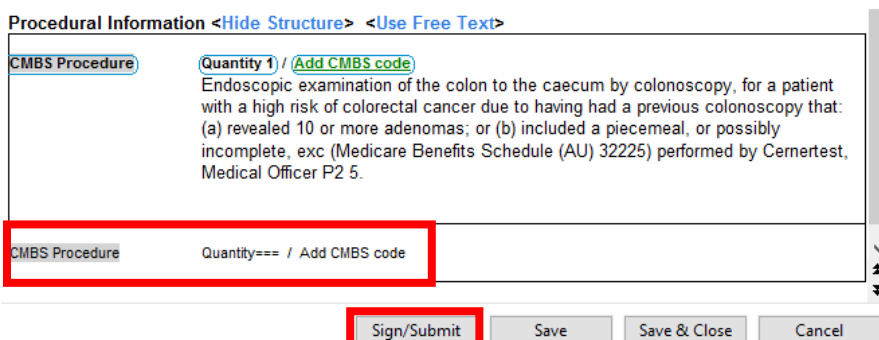 Procedural Information <Hide Structure> <Use Free Text>
CMBS Procedure Quantity 1 / Add CMBS code
Endoscopic examination of the colon to the caecum by colonoscopy, for a patient
with a high risk of colorectal cancer due to having had a previous colonoscopy that:
(a) revealed 10 or more adenomas; or (b) included a piecemeal, or possibly
incomplete, exc (Medicare Benefits Schedule (AU) 32225) performed by Cernertest,
Medical Officer P2 5.
CMBS Procedure Quantity=== / Add CMBS code
Sign/Submit Save Save & Close Cancel